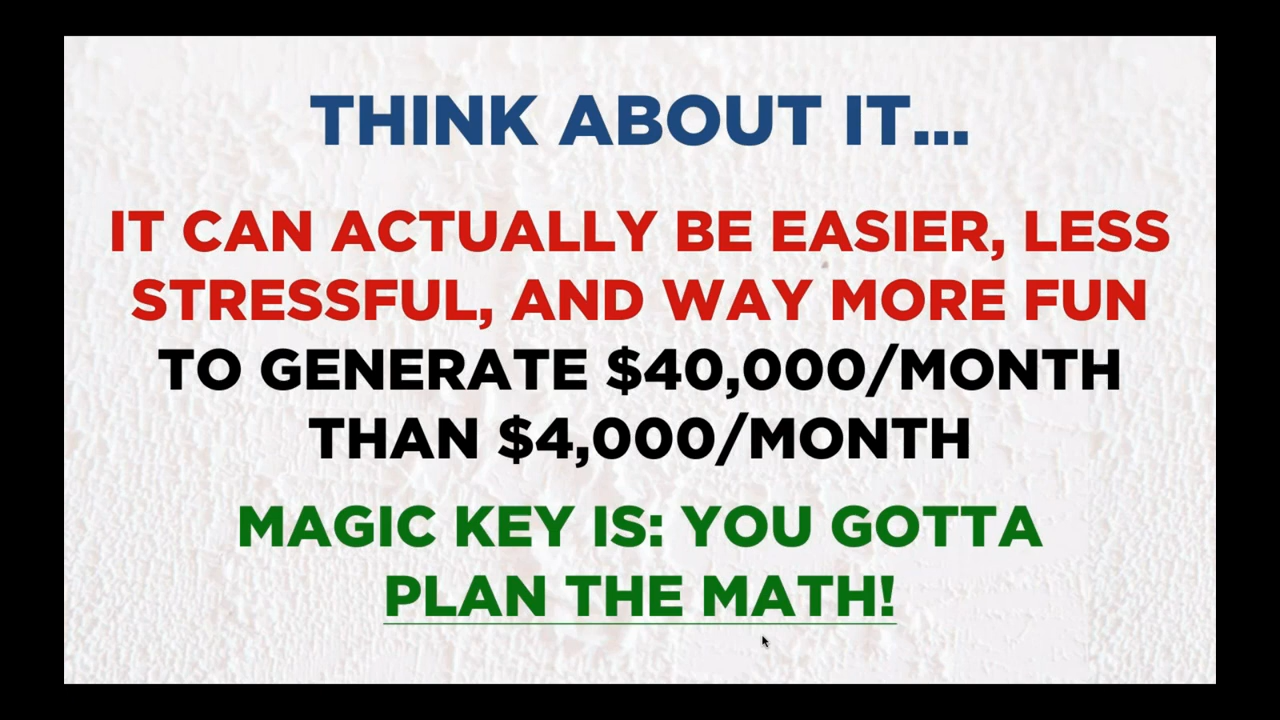 THINK ABOUT IT...
IT CAN ACTUALLY BE EASIER, LESS
STRESSFUL, AND WAY MORE FUN
TO GENERATE $40,000/MONTH
THAN $4,000/MONTH
MAGIC KEY IS: YOU GOTTA
PLAN THE MATH!